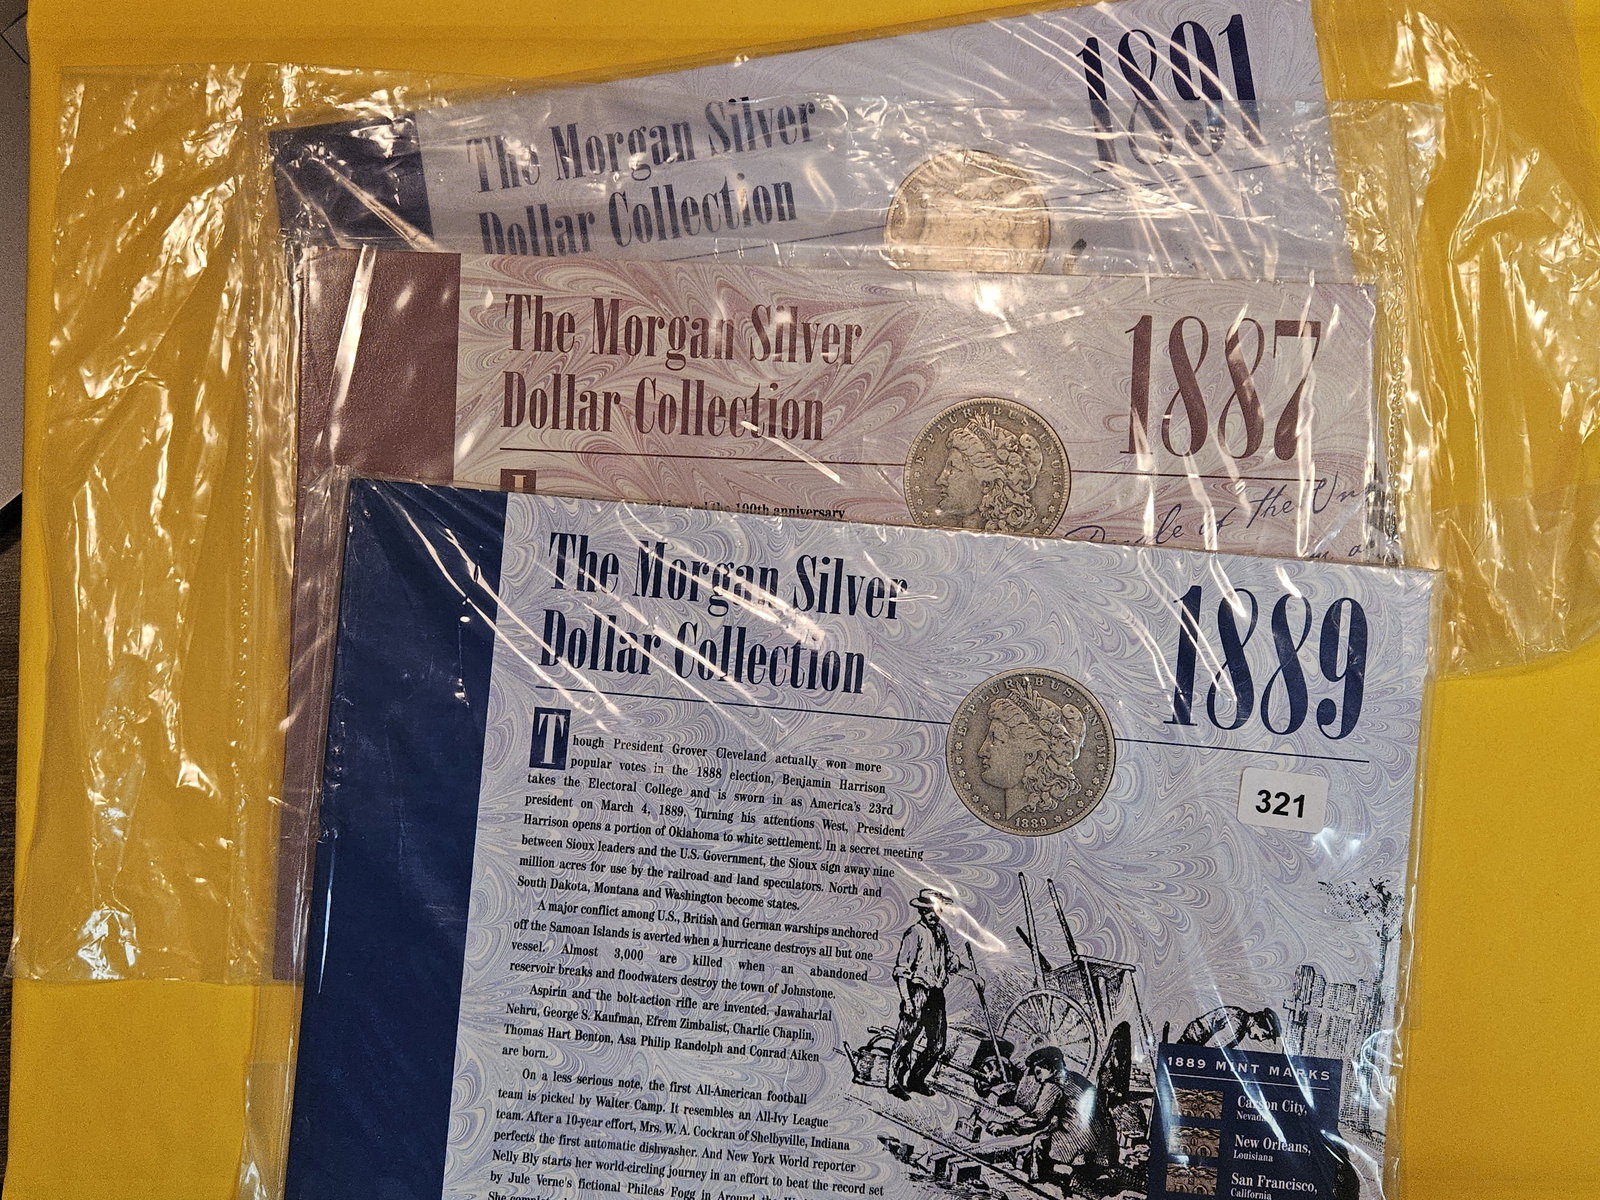 The Morgan Silver
Dollar Collection
1891
The Morgan Silver
Dollar Collection
1887
E PLURIBUS UNUM
the 100th anniversary
People of the Un
The Morgan Silver
Dollar Collection
1889
E PLURIBUS UNUM
1889
321
Though President Grover Cleveland actually won more
popular votes in the 1888 election, Benjamin Harrison
takes the Electoral College and is sworn in as America's 23rd
president on March 4, 1889. Turning his attentions West, President
Harrison opens a portion of Oklahoma to white settlement. In a secret meeting
between Sioux leaders and the U.S. Government, the Sioux sign away nine
million acres for use by the railroad and land speculators. North and
South Dakota, Montana and Washington become states.
A major conflict among U.S., British and German warships anchored
off the Samoan Islands is averted when a hurricane destroys all but one
vessel. Almost 3,000 are killed when an abandoned
reservoir breaks and floodwaters destroy the town of Johnstone.
Aspirin and the bolt-action rifle are invented. Jawaharlal
Nehru, George S. Kaufman, Efrem Zimbalist, Charlie Chaplin,
Thomas Hart Benton, Asa Philip Randolph and Conrad Aiken
are born.
On a less serious note, the first All-American football
team is picked by Walter Camp. It resembles an All-Ivy League
team. After a 10-year effort, Mrs. W. A. Cockran of Shelbyville, Indiana
perfects the first automatic dishwasher. And New York World reporter
Nelly Bly starts her world-circling journey in an effort to beat the record set
by Jule Verne's fictional Phileas Fogg in Around the
She
1889 MINT MARKS
Carson City,
Nevada
New Orleans,
Louisiana
San Francisco,
California